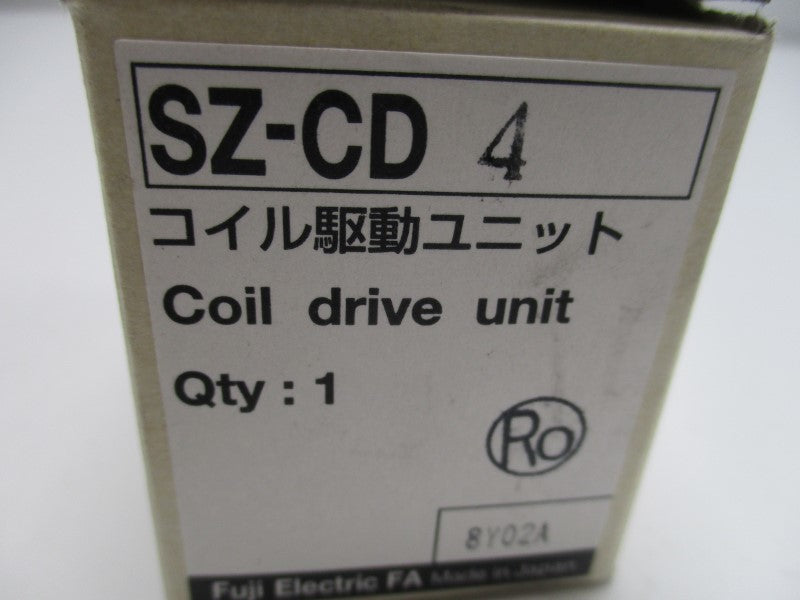 SZ-CD 4
コイル駆動ユニット
Coil drive unit
Qty : 1
Ro
8Y02A
Fuji Electric FA Made in Japan